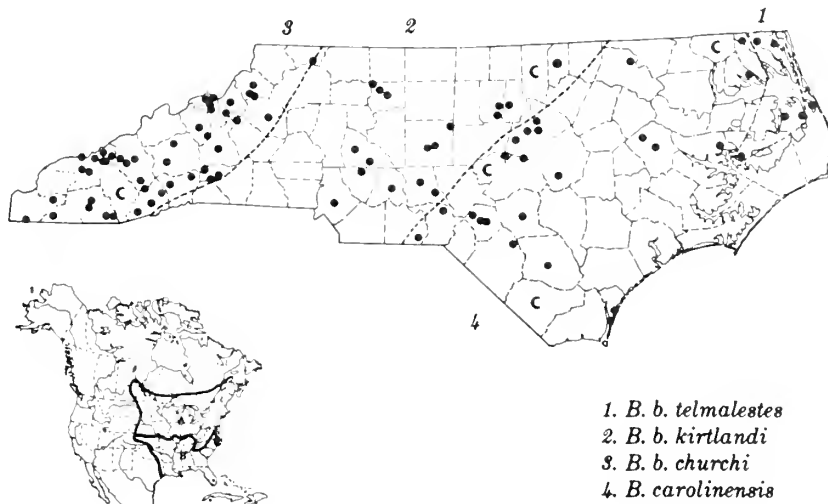 3 2 1
C C
C
C
C
4
1. B. b. telmalestes
2. B. b. kirtlandi
3. B. b. churchi
4. B. carolinensis